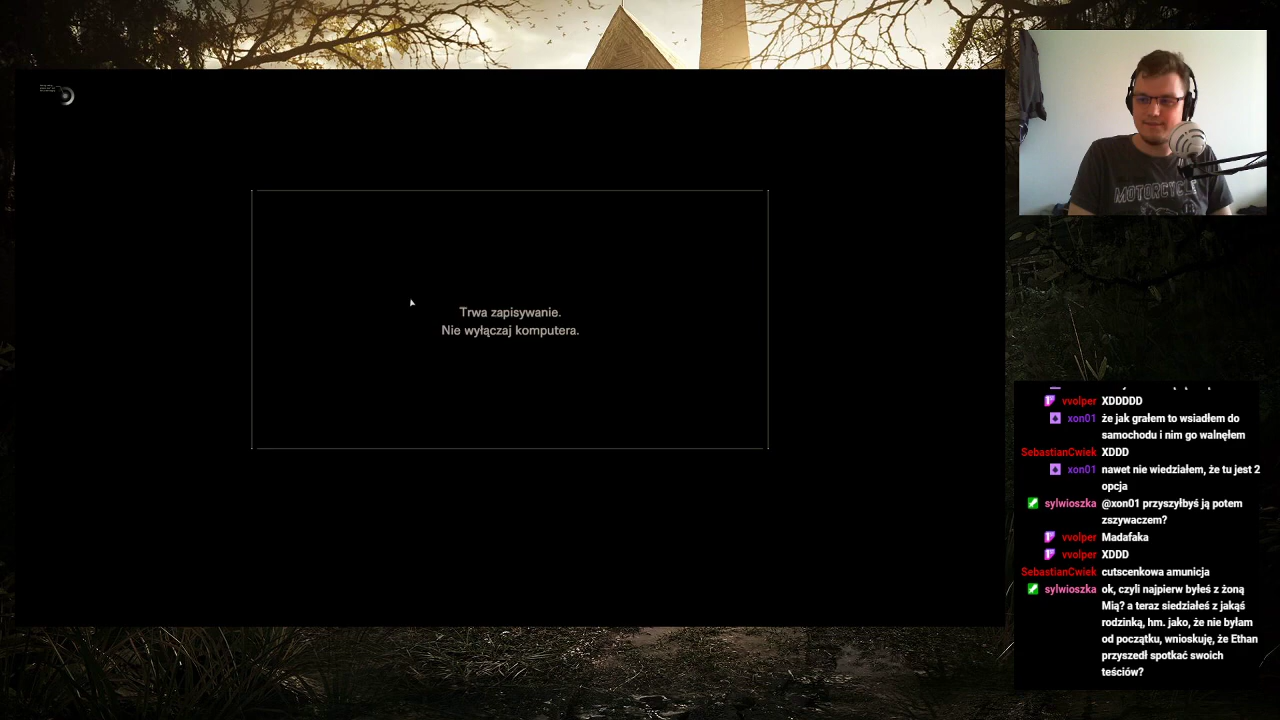 Trwa zapisywanie.
Nie wyłączaj komputera.
MOTORCYCLE
vvolper XDDDDD
xon01 że jak grałem to wsiadłem do
samochodu i nim go walnęłem
SebastianCwiek XDDD
xon01 nawet nie wiedziałem, że tu jest 2
opcja
sylwioszka @xon01 przyszyłbyś ją potem
zszywaczem?
vvolper Madafaka
vvolper XDDD
SebastianCwiek cutscenkowa amunicja
sylwioszka ok, czyli najpierw byłeś z żoną
Mią? a teraz siedziałeś z jakąś
rodzinką, hm. jako, że nie byłam
od początku, wnioskuję, że Ethan
przyszedł spotkać swoich
teściów?